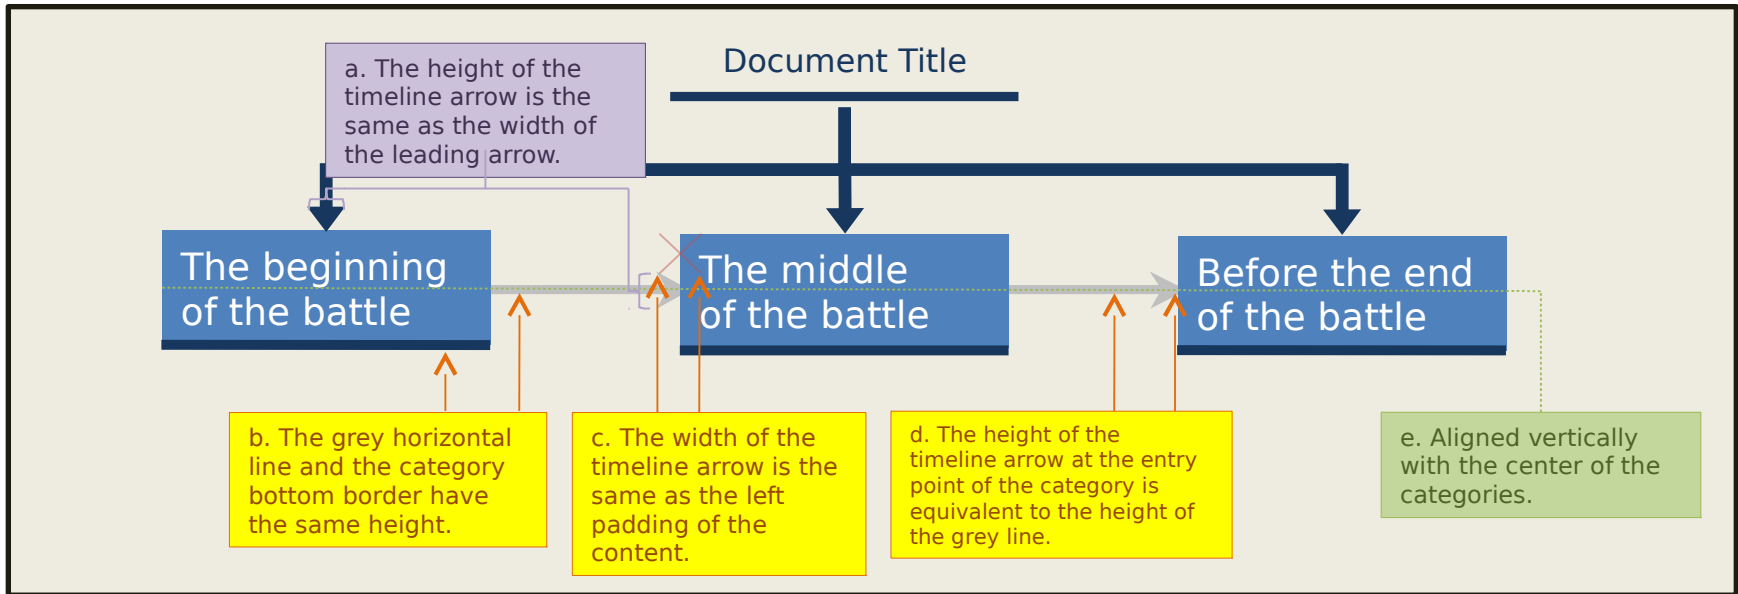 Document Title
a. The height of the
timeline arrow is the
same as the width of
the leading arrow.
The beginning
of the battle
The middle
of the battle
Before the end
of the battle
b. The grey horizontal
line and the category
bottom border have
the same height.
c. The width of the
timeline arrow is the
same as the left
padding of the
content.
d. The height of the
timeline arrow at the entry
point of the category is
equivalent to the height of
the grey line.
e. Aligned vertically
with the center of the
categories.